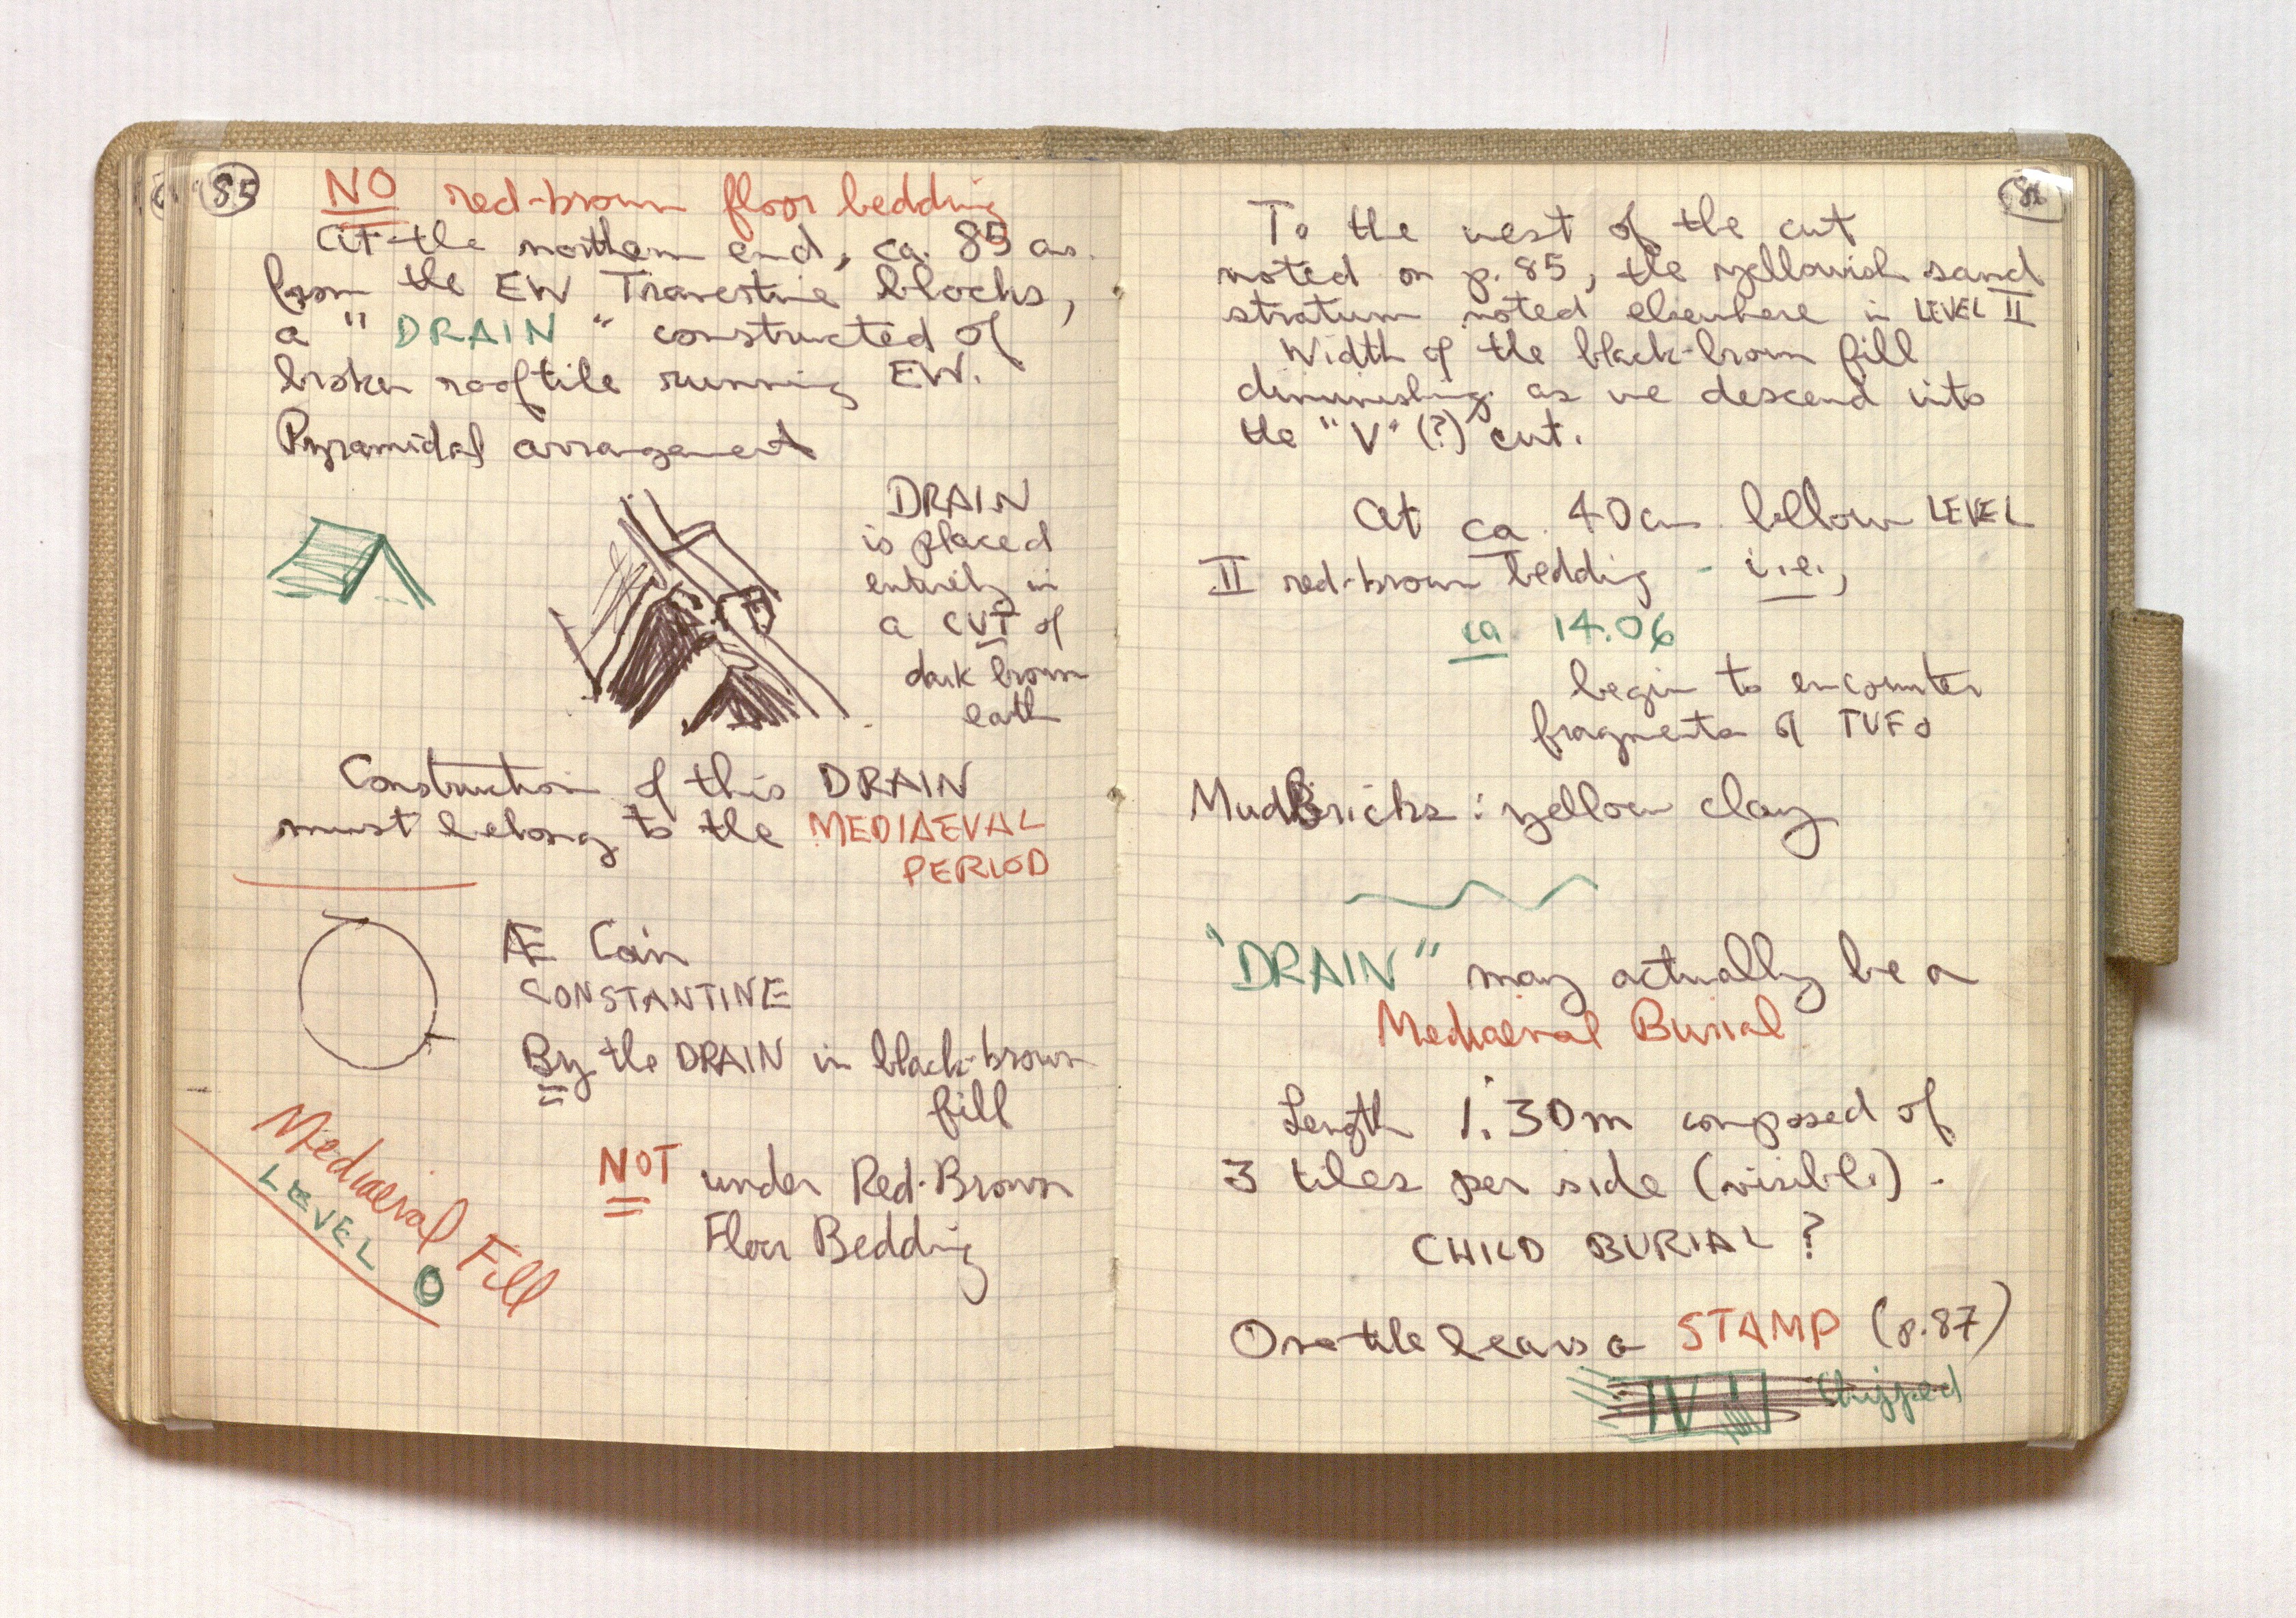 85
NO red-brown floor bedding
At the northern end, ca. 85 cm
from the EW Travertine blocks,
a "DRAIN" constructed of
broken rooftile running EW.
Pyramidal arrangement
DRAIN
is placed
entirely in
a CUT of
dark brown
earth
Construction of this DRAIN
must belong to the MEDIAEVAL
PERIOD
Æ Coin
CONSTANTINE
By the DRAIN in black-brown
fill
NOT under Red-Brown
Floor Bedding
Mediaeval Fill
LEVEL 0
86
To the west of the cut
noted on p. 85, the yellowish sand
stratum noted elsewhere in LEVEL II
Width of the black-brown fill
diminishing as we descend into
the "V" (?) cut.
At ca. 40cm bellow LEVEL
II red-brown bedding - i.e.,
ca 14.06
begin to encounter
fragments of TUFO
MudBricks : yellow clay
"DRAIN" may actually be a
Mediaeval Burial
Length 1.30m composed of
3 tiles per side (visible).
CHILD BURIAL ?
One tile bears a STAMP (p.87)